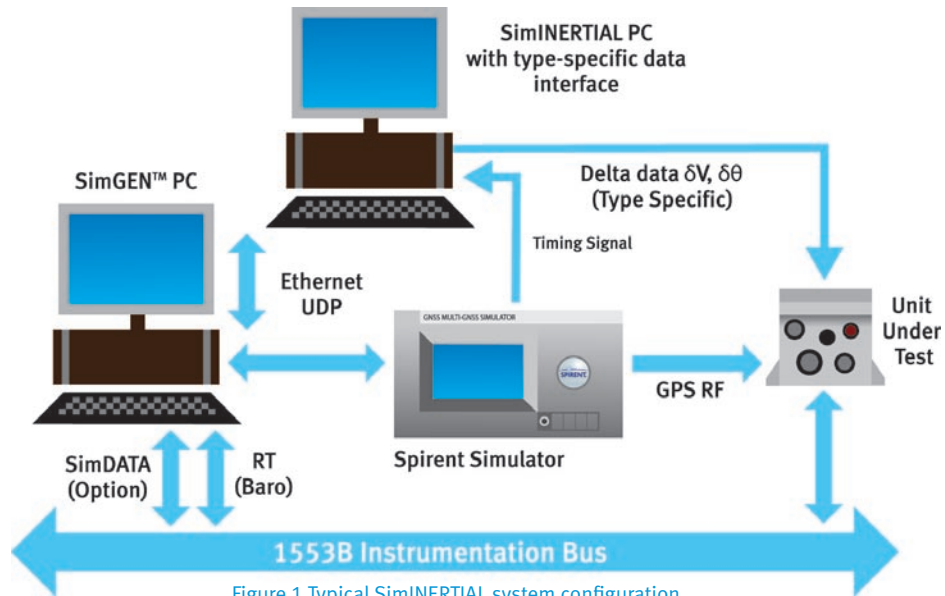 SimINERTIAL PC
with type-specific data
interface
SimGEN™ PC
Delta data δV, δθ
(Type Specific)
Timing Signal
Ethernet
UDP
GNSS MULTI-GNSS SIMULATOR
SPIRENT
Unit
Under
Test
GPS RF
Spirent Simulator
SimDATA
(Option)
RT
(Baro)
1553B Instrumentation Bus
Figure 1 Typical SimINERTIAL system configuration